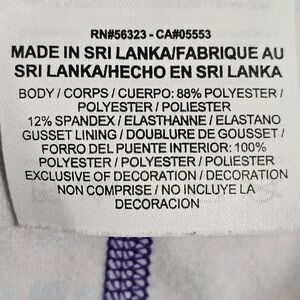 RN#56323 - CA#05553
MADE IN SRI LANKA/FABRIQUE AU
SRI LANKA/HECHO EN SRI LANKA
BODY / CORPS / CUERPO: 88% POLYESTER /
POLYESTER / POLIESTER
12% SPANDEX / ELASTHANNE / ELASTANO
GUSSET LINING / DOUBLURE DE GOUSSET /
FORRO DEL PUENTE INTERIOR: 100%
POLYESTER / POLYESTER / POLIESTER
EXCLUSIVE OF DECORATION / DECORATION
NON COMPRISE / NO INCLUYE LA
DECORACION